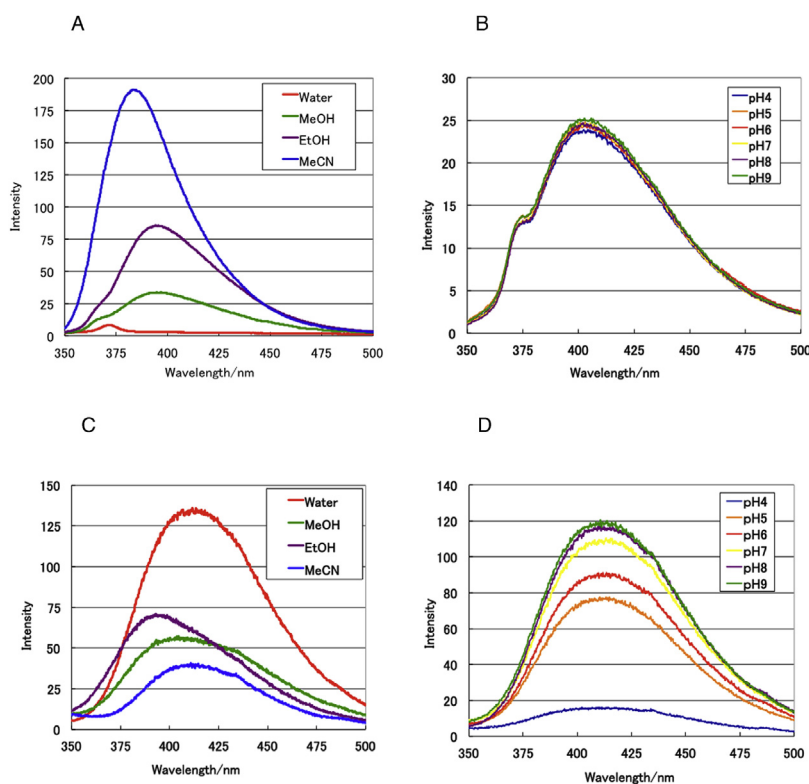 A
200
175
150
125
100
75
50
25
0
Intensity
Water
MeOH
EtOH
MeCN
350 375 400 425 450 475 500
Wavelength/nm
B
30
25
20
15
10
5
0
Intensity
pH4
pH5
pH6
pH7
pH8
pH9
350 375 400 425 450 475 500
Wavelength/nm
C
150
125
100
75
50
25
0
Intensity
Water
MeOH
EtOH
MeCN
350 375 400 425 450 475 500
Wavelength/nm
D
140
120
100
80
60
40
20
0
Intensity
pH4
pH5
pH6
pH7
pH8
pH9
350 375 400 425 450 475 500
Wavelength/nm